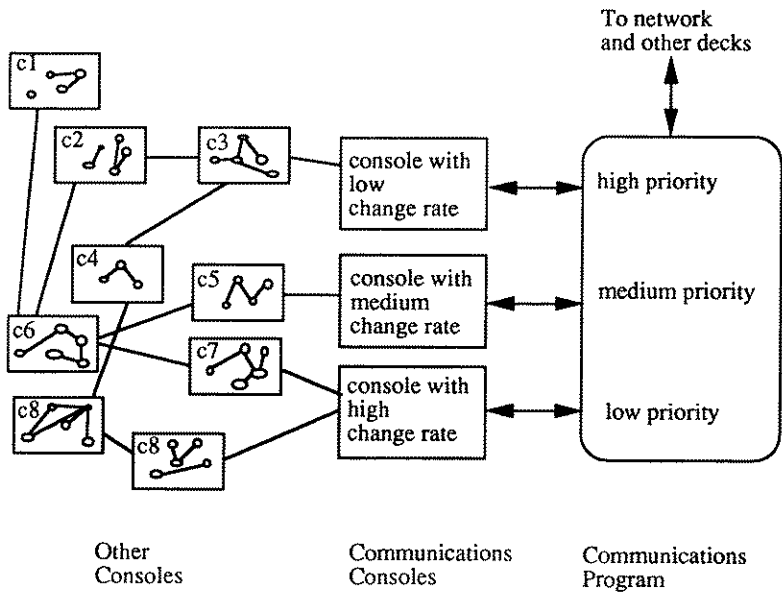 To network
and other decks
c1
c2
c3
console with
low
change rate
high priority
c4
c5
console with
medium
change rate
medium priority
c6
c7
console with
high
change rate
low priority
c8
c8
Other
Consoles
Communications
Consoles
Communications
Program